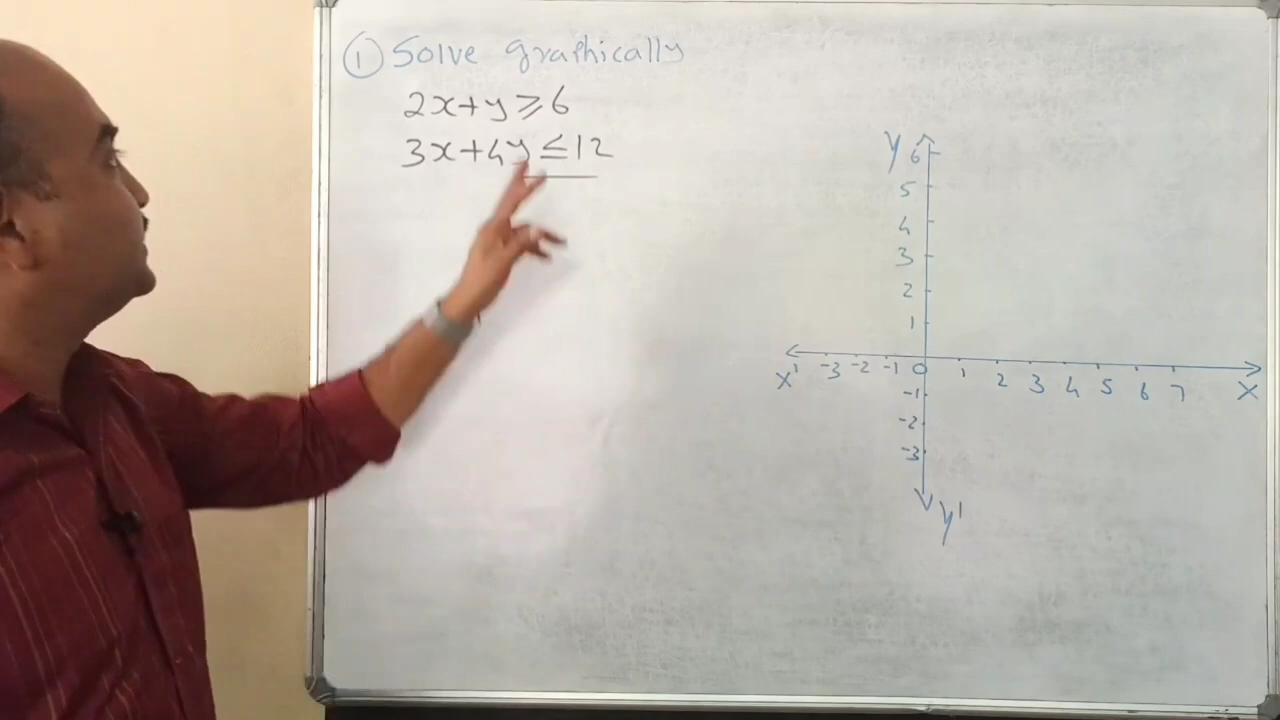 ① Solve graphically
2x+y≥6
3x+4y≤12
y
6
5
4
3
2
1
x' -3 -2 -1 0 1 2 3 4 5 6 7 x
-1
-2
-3
y'